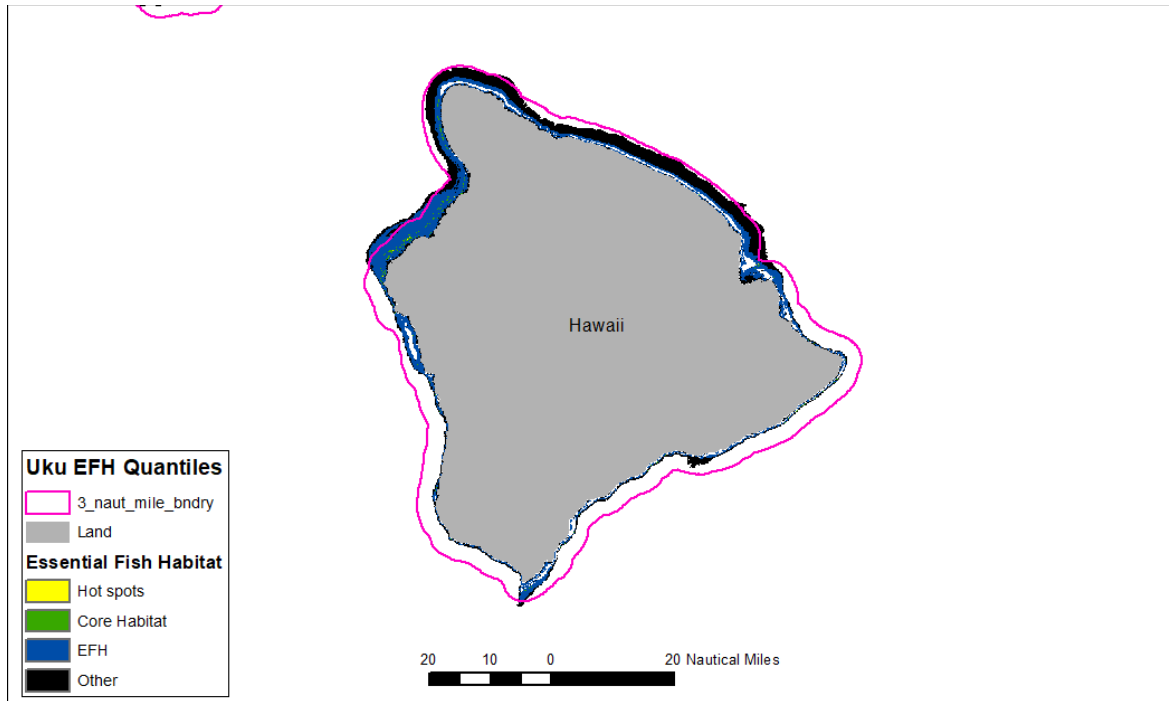 Hawaii
Uku EFH Quantiles
3_naut_mile_bndry
Land
Essential Fish Habitat
Hot spots
Core Habitat
EFH
Other
20 10 0 20 Nautical Miles